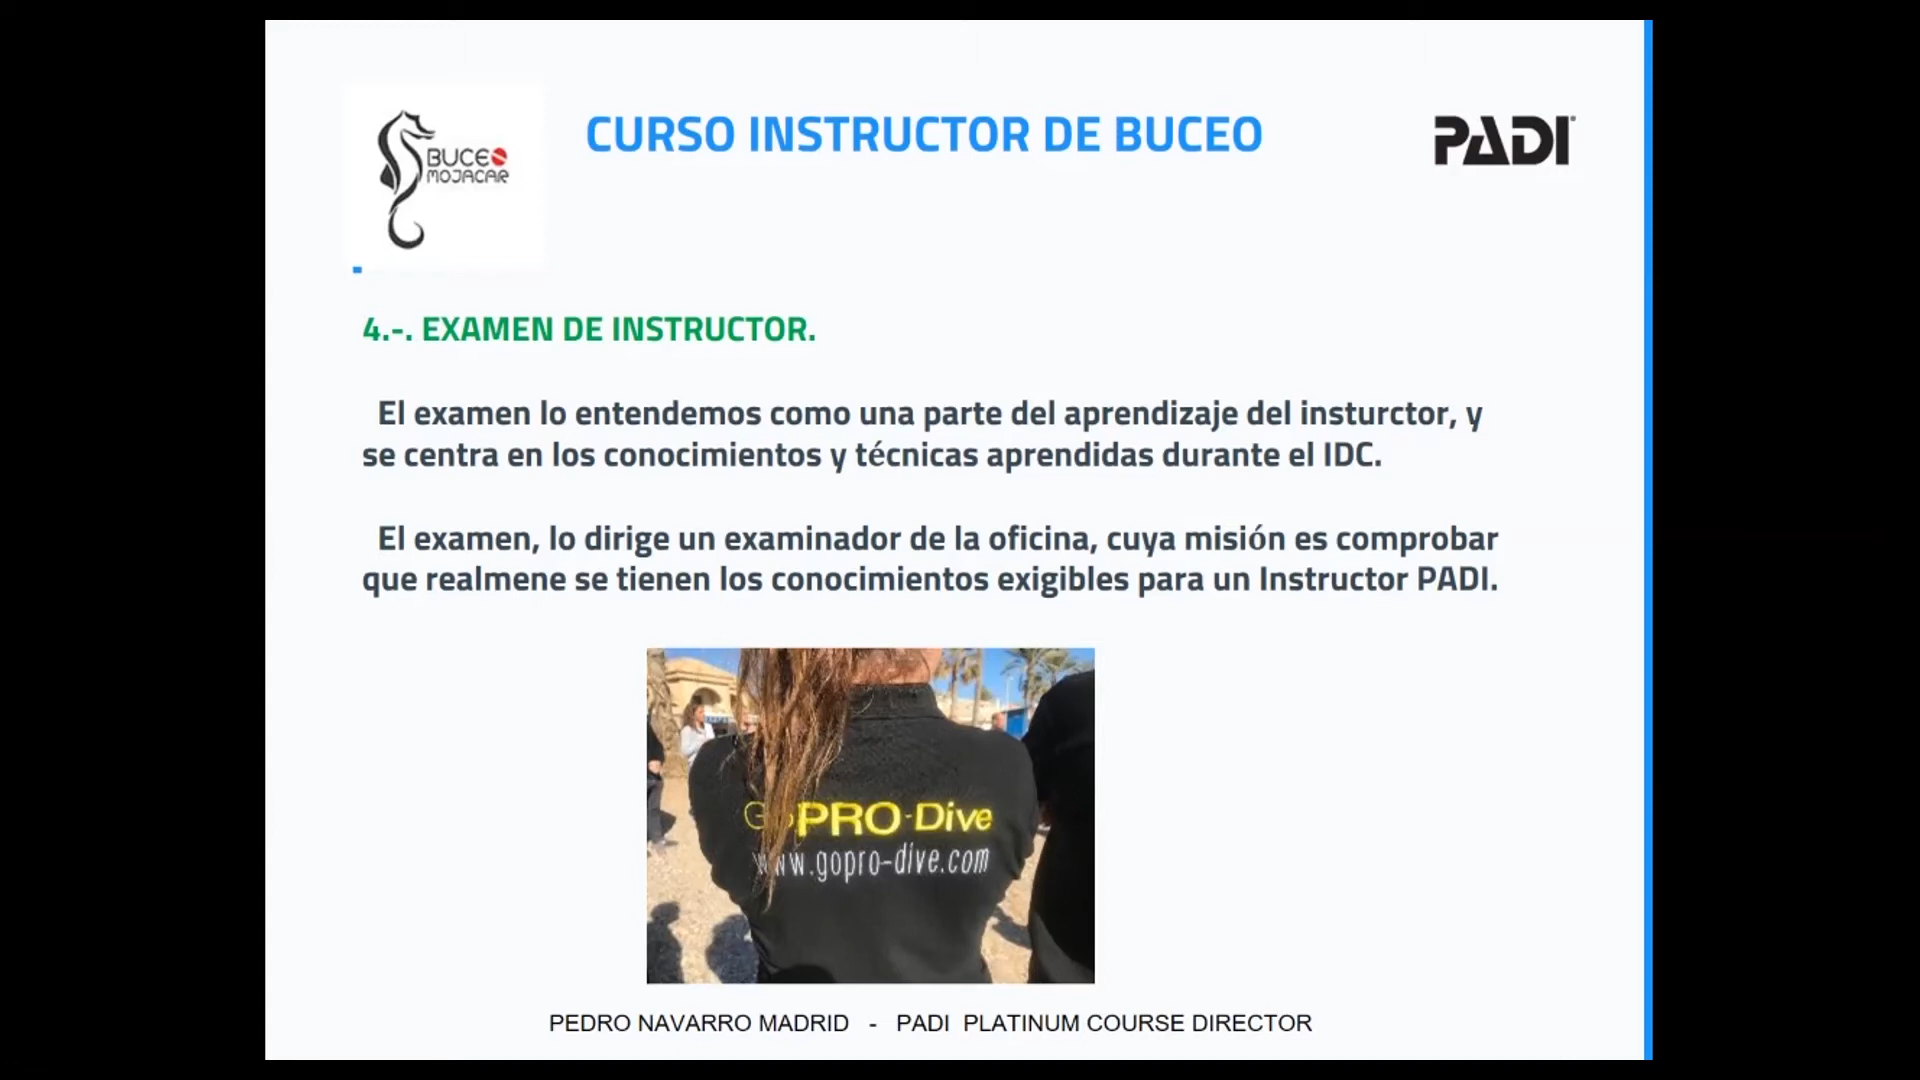 BUCEO
MOJACAR
CURSO INSTRUCTOR DE BUCEO
PADI
4.-. EXAMEN DE INSTRUCTOR.
El examen lo entendemos como una parte del aprendizaje del insturctor, y
se centra en los conocimientos y técnicas aprendidas durante el IDC.
El examen, lo dirige un examinador de la oficina, cuya misión es comprobar
que realmene se tienen los conocimientos exigibles para un Instructor PADI.
GoPRO-Dive
www.gopro-dive.com
PEDRO NAVARRO MADRID - PADI PLATINUM COURSE DIRECTOR